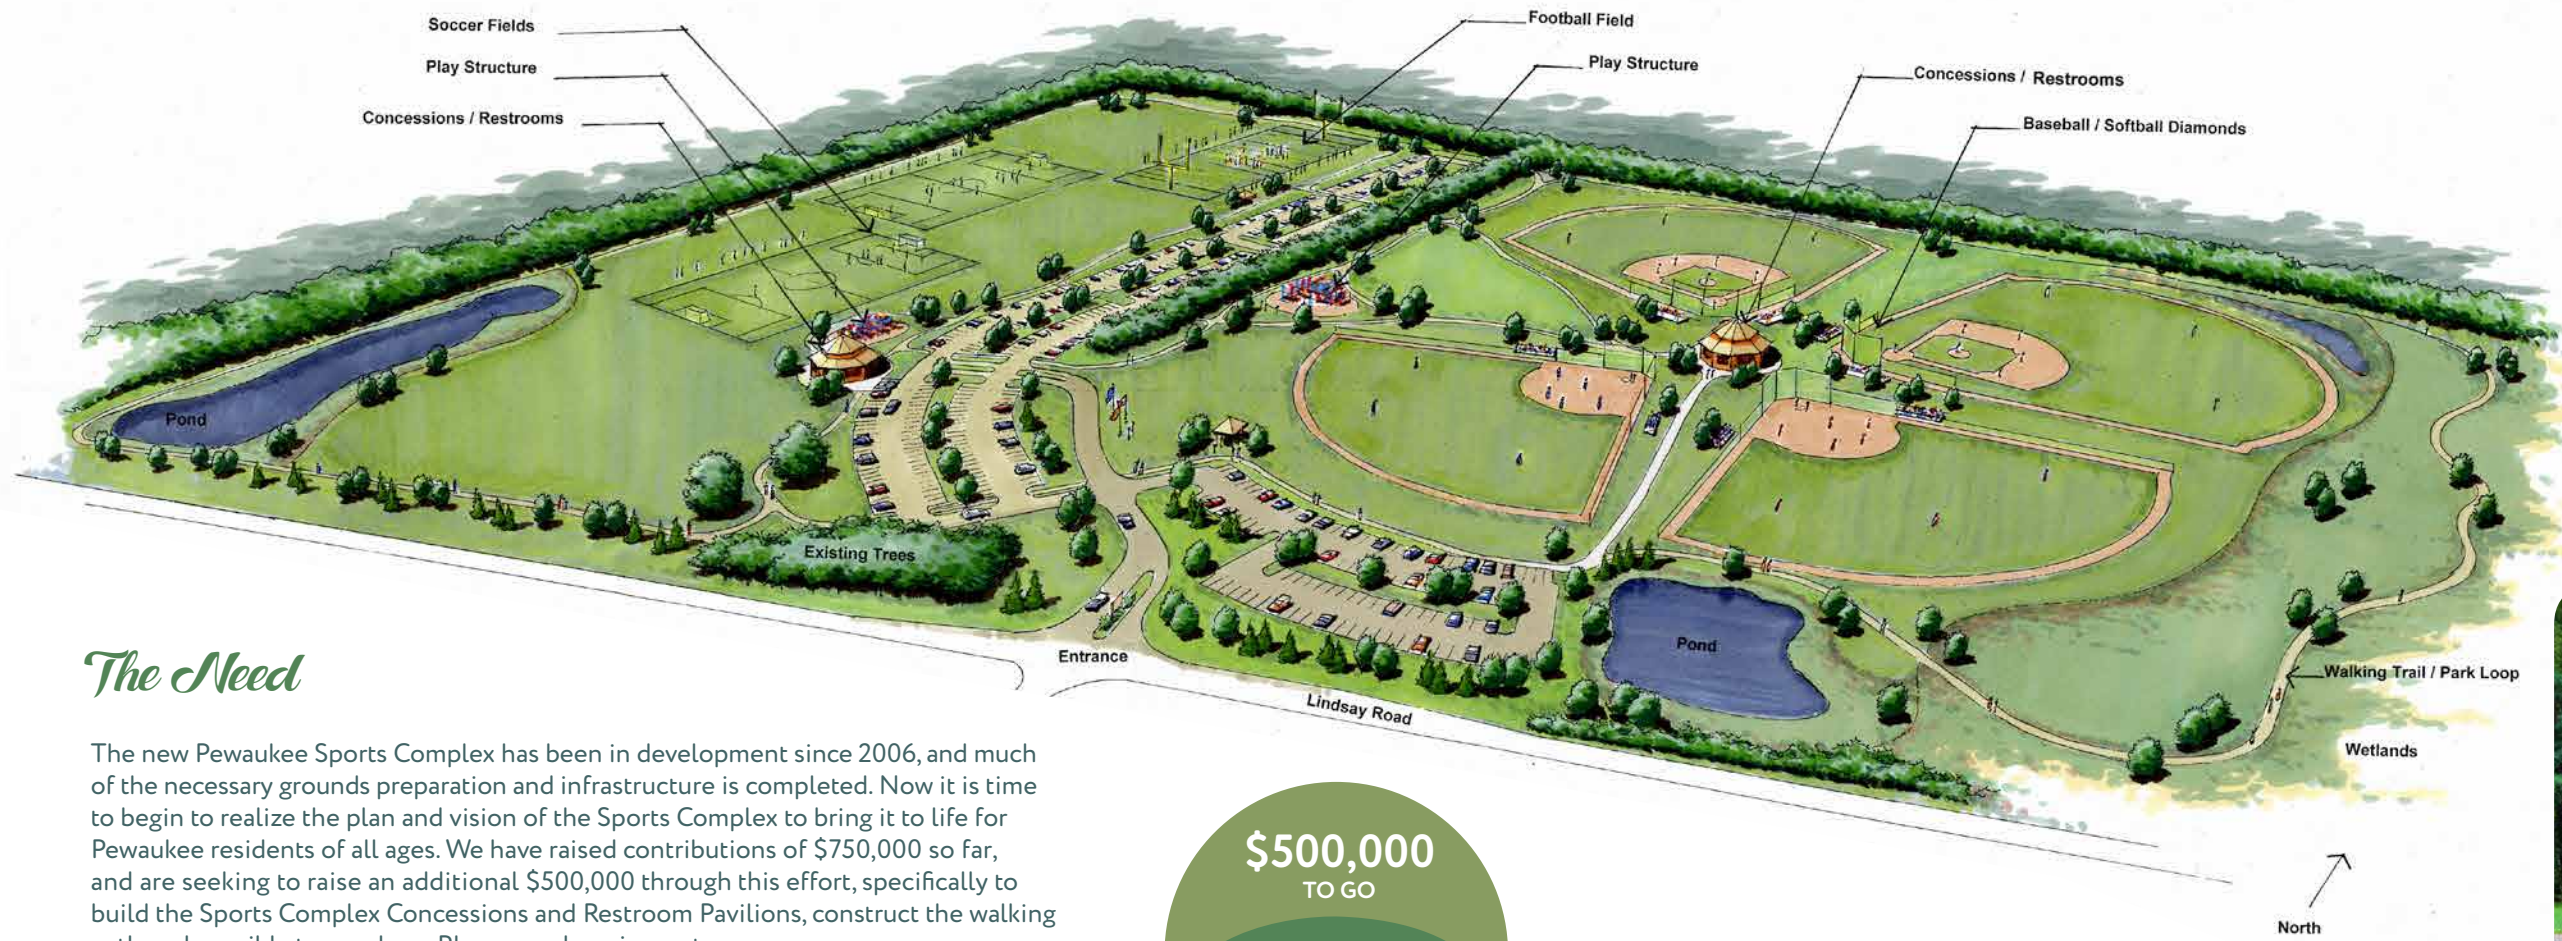 Soccer Fields
Play Structure
Concessions / Restrooms
Football Field
Play Structure
Concessions / Restrooms
Baseball / Softball Diamonds
Pond
Existing Trees
Entrance
Lindsay Road
Pond
Walking Trail / Park Loop
Wetlands
North
The Need
The new Pewaukee Sports Complex has been in development since 2006, and much
of the necessary grounds preparation and infrastructure is completed. Now it is time
to begin to realize the plan and vision of the Sports Complex to bring it to life for
Pewaukee residents of all ages. We have raised contributions of $750,000 so far,
and are seeking to raise an additional $500,000 through this effort, specifically to
build the Sports Complex Concessions and Restroom Pavilions, construct the walking
$500,000
TO GO